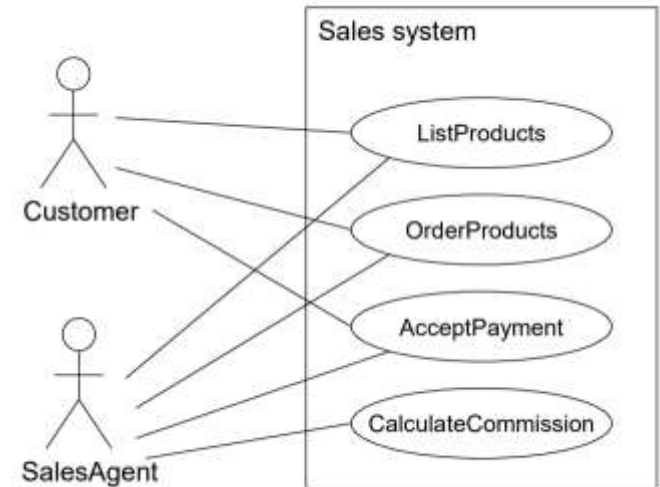 Sales system
ListProducts
Customer
OrderProducts
AcceptPayment
CalculateCommission
SalesAgent